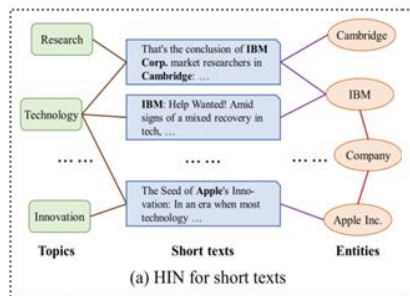 Research
Technology
Innovation
Topics
That's the conclusion of IBM
Corp. market researchers in
Cambridge: ...
IBM: Help Wanted! Amid
signs of a mixed recovery in
tech, ...
... ...
... ...
... ...
The Seed of Apple's Inno-
vation: In an era when most
technology ...
Short texts
Cambridge
IBM
Company
Apple Inc.
Entities
(a) HIN for short texts